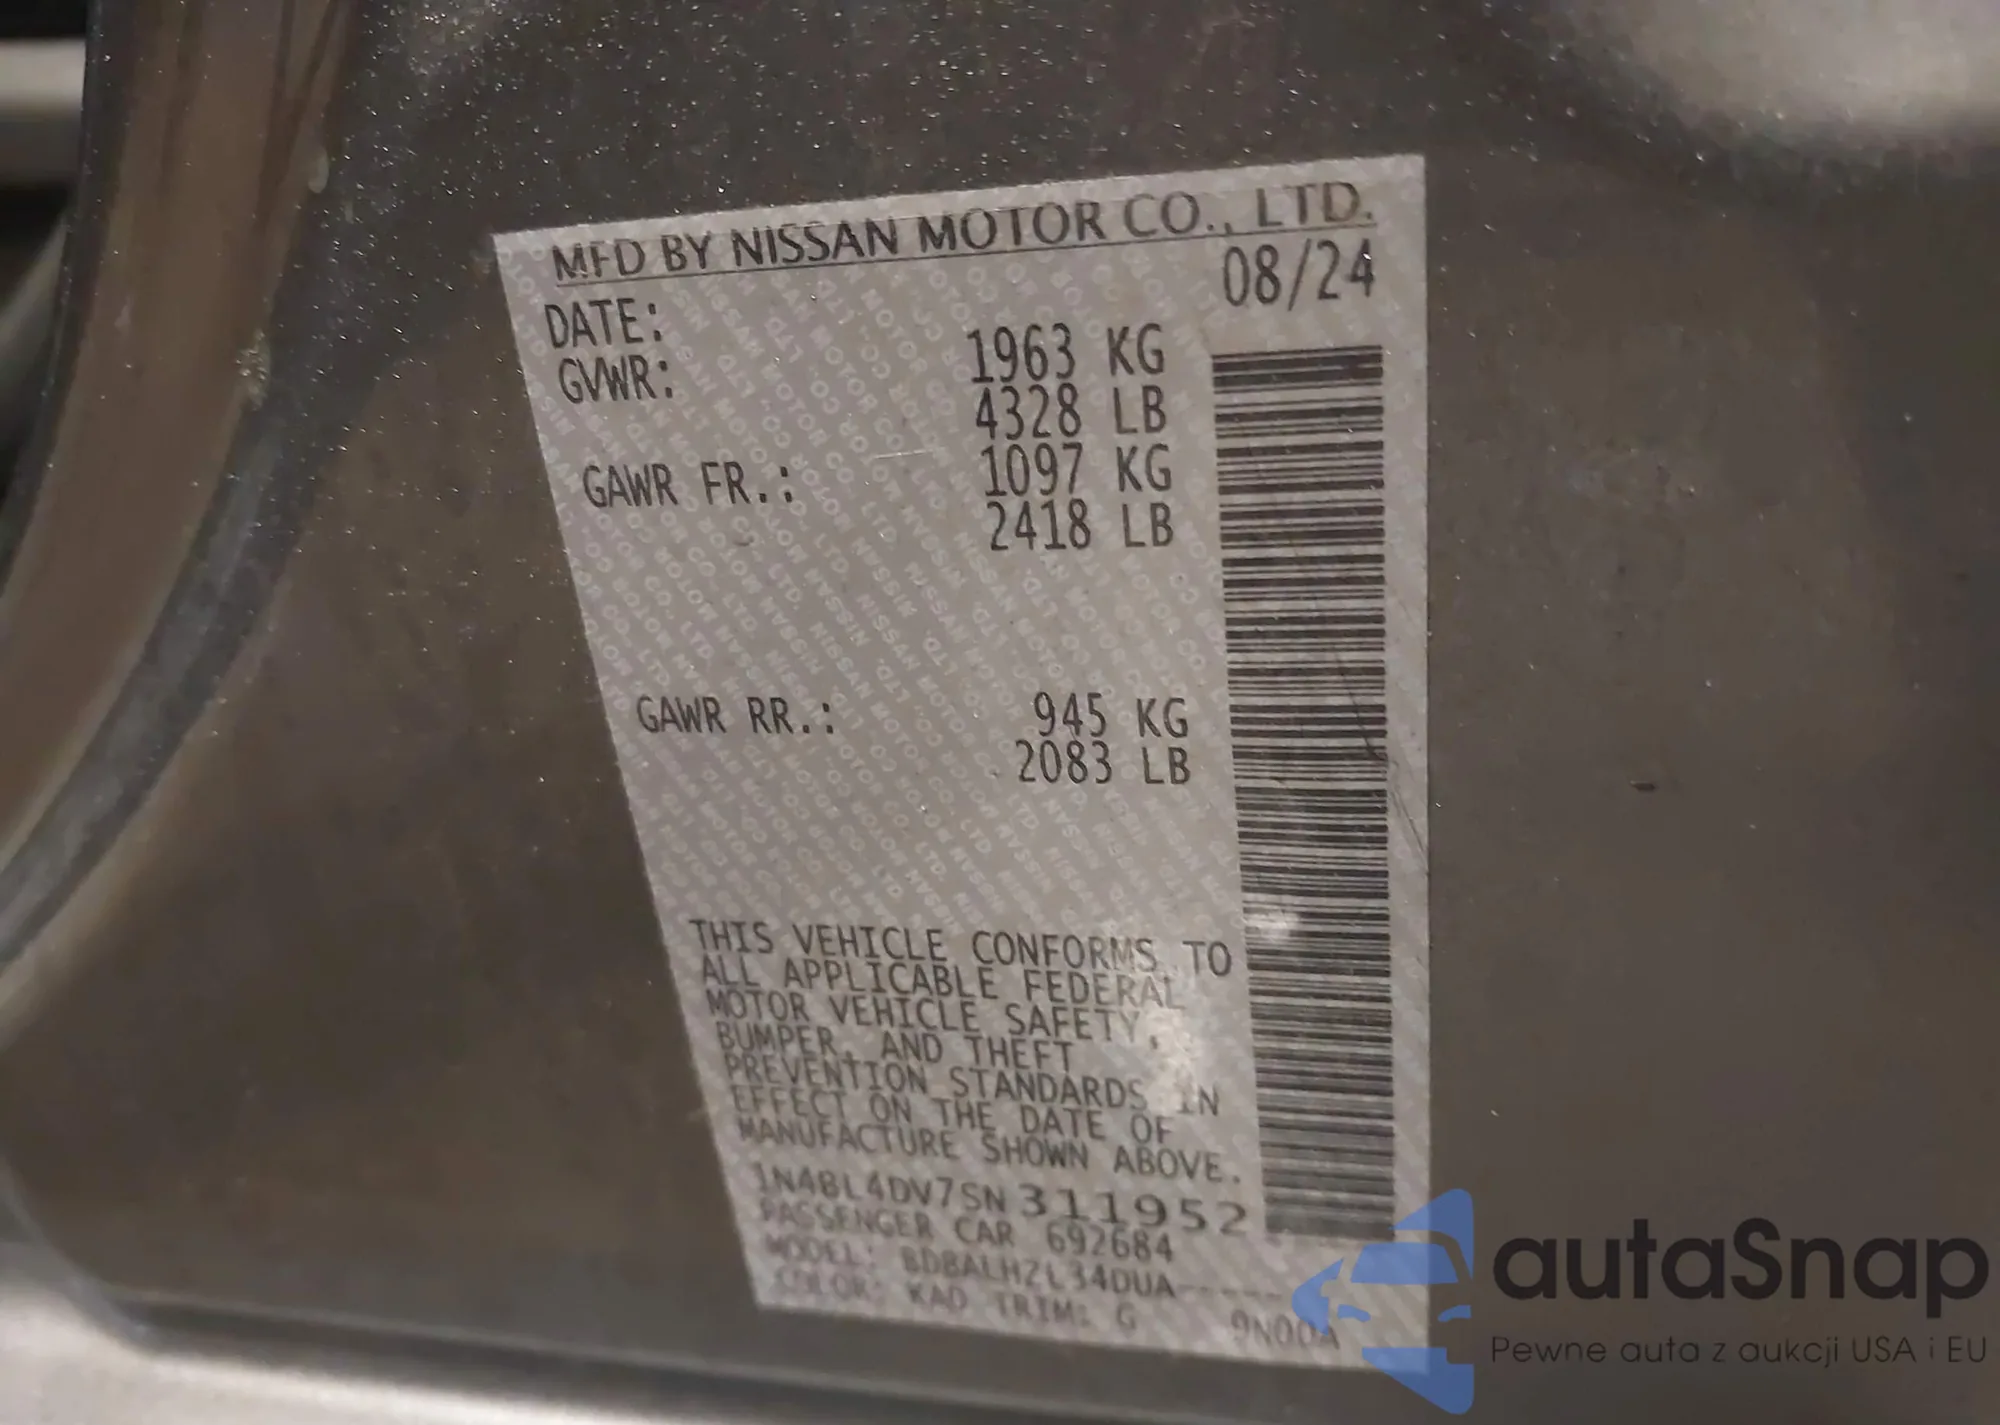 MFD BY NISSAN MOTOR CO., LTD.
DATE: 08/24
GVWR: 1963 KG
4328 LB
GAWR FR.: 1097 KG
2418 LB
GAWR RR.: 945 KG
2083 LB
THIS VEHICLE CONFORMS TO
ALL APPLICABLE FEDERAL
MOTOR VEHICLE SAFETY,
BUMPER, AND THEFT
PREVENTION STANDARDS IN
EFFECT ON THE DATE OF
MANUFACTURE SHOWN ABOVE.
1N4BL4DV7SN311952
PASSENGER CAR 692684
MODEL: BDBALHZL34DUA-----
COLOR: KAD TRIM: G 9N00A
autaSnap
Pewne auta z aukcji USA i EU